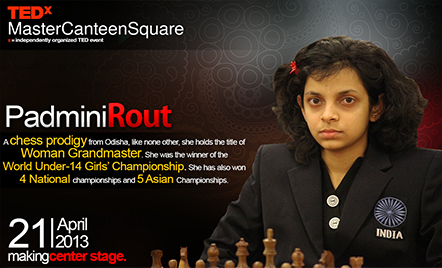 TEDx
MasterCanteenSquare
x = independently organized TED event
PadminiRout
A chess prodigy from Odisha, like none other, she holds the title of
Woman Grandmaster. She was the winner of the
World Under-14 Girls' Championship. She has also won
4 National championships and 5 Asian Championships.
INDIA
21 April
2013
makingcenter stage.